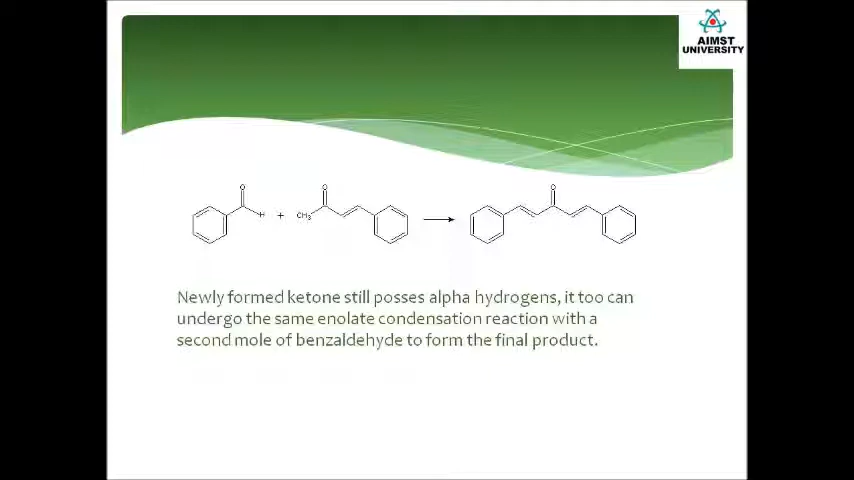 AIMST
UNIVERSITY
O
O
O
H
+
CH3
Newly formed ketone still posses alpha hydrogens, it too can
undergo the same enolate condensation reaction with a
second mole of benzaldehyde to form the final product.